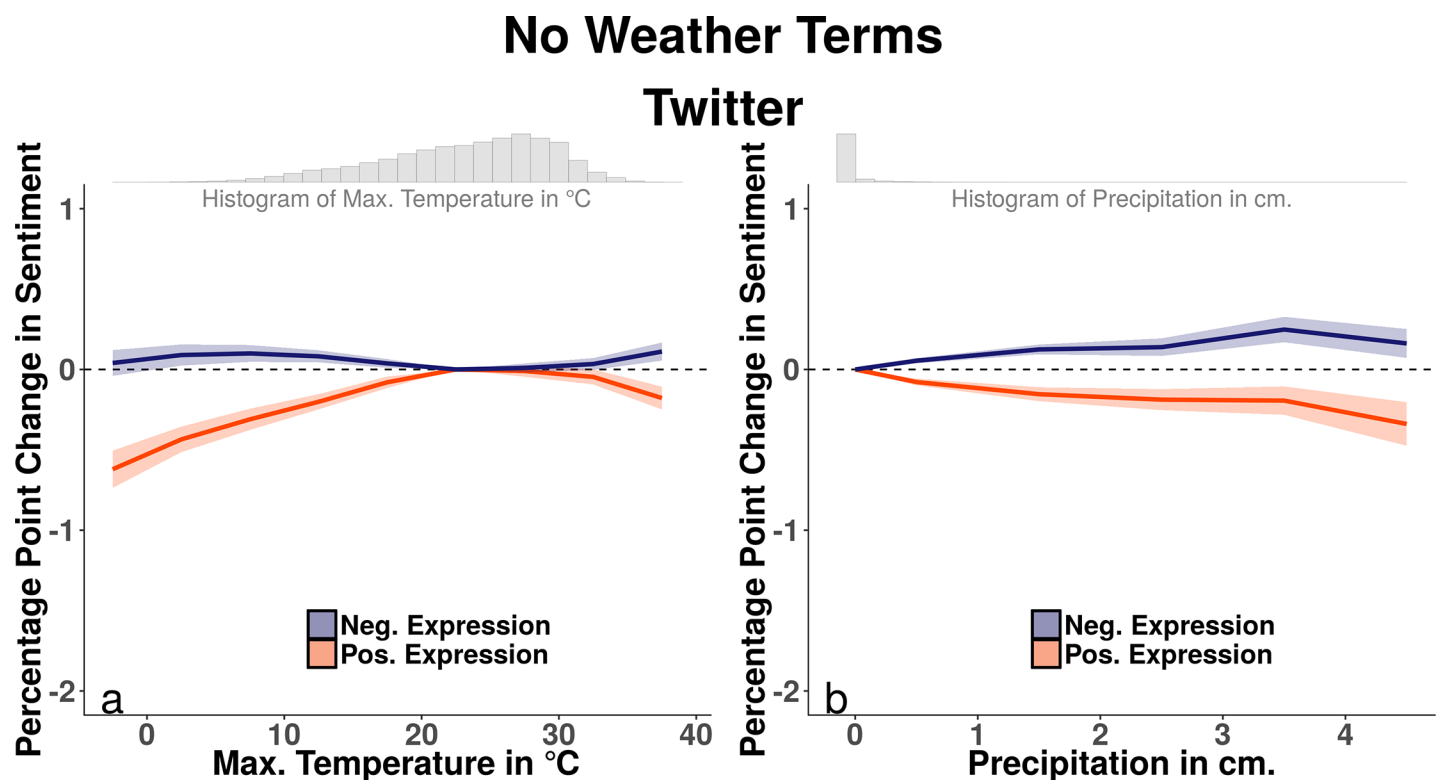 No Weather Terms
Twitter
Percentage Point Change in Sentiment
Histogram of Max. Temperature in °C
1
0
-1
-2
Neg. Expression
Pos. Expression
a
0 10 20 30 40
Max. Temperature in °C
Percentage Point Change in Sentiment
Histogram of Precipitation in cm.
1
0
-1
-2
Neg. Expression
Pos. Expression
b
0 1 2 3 4
Precipitation in cm.